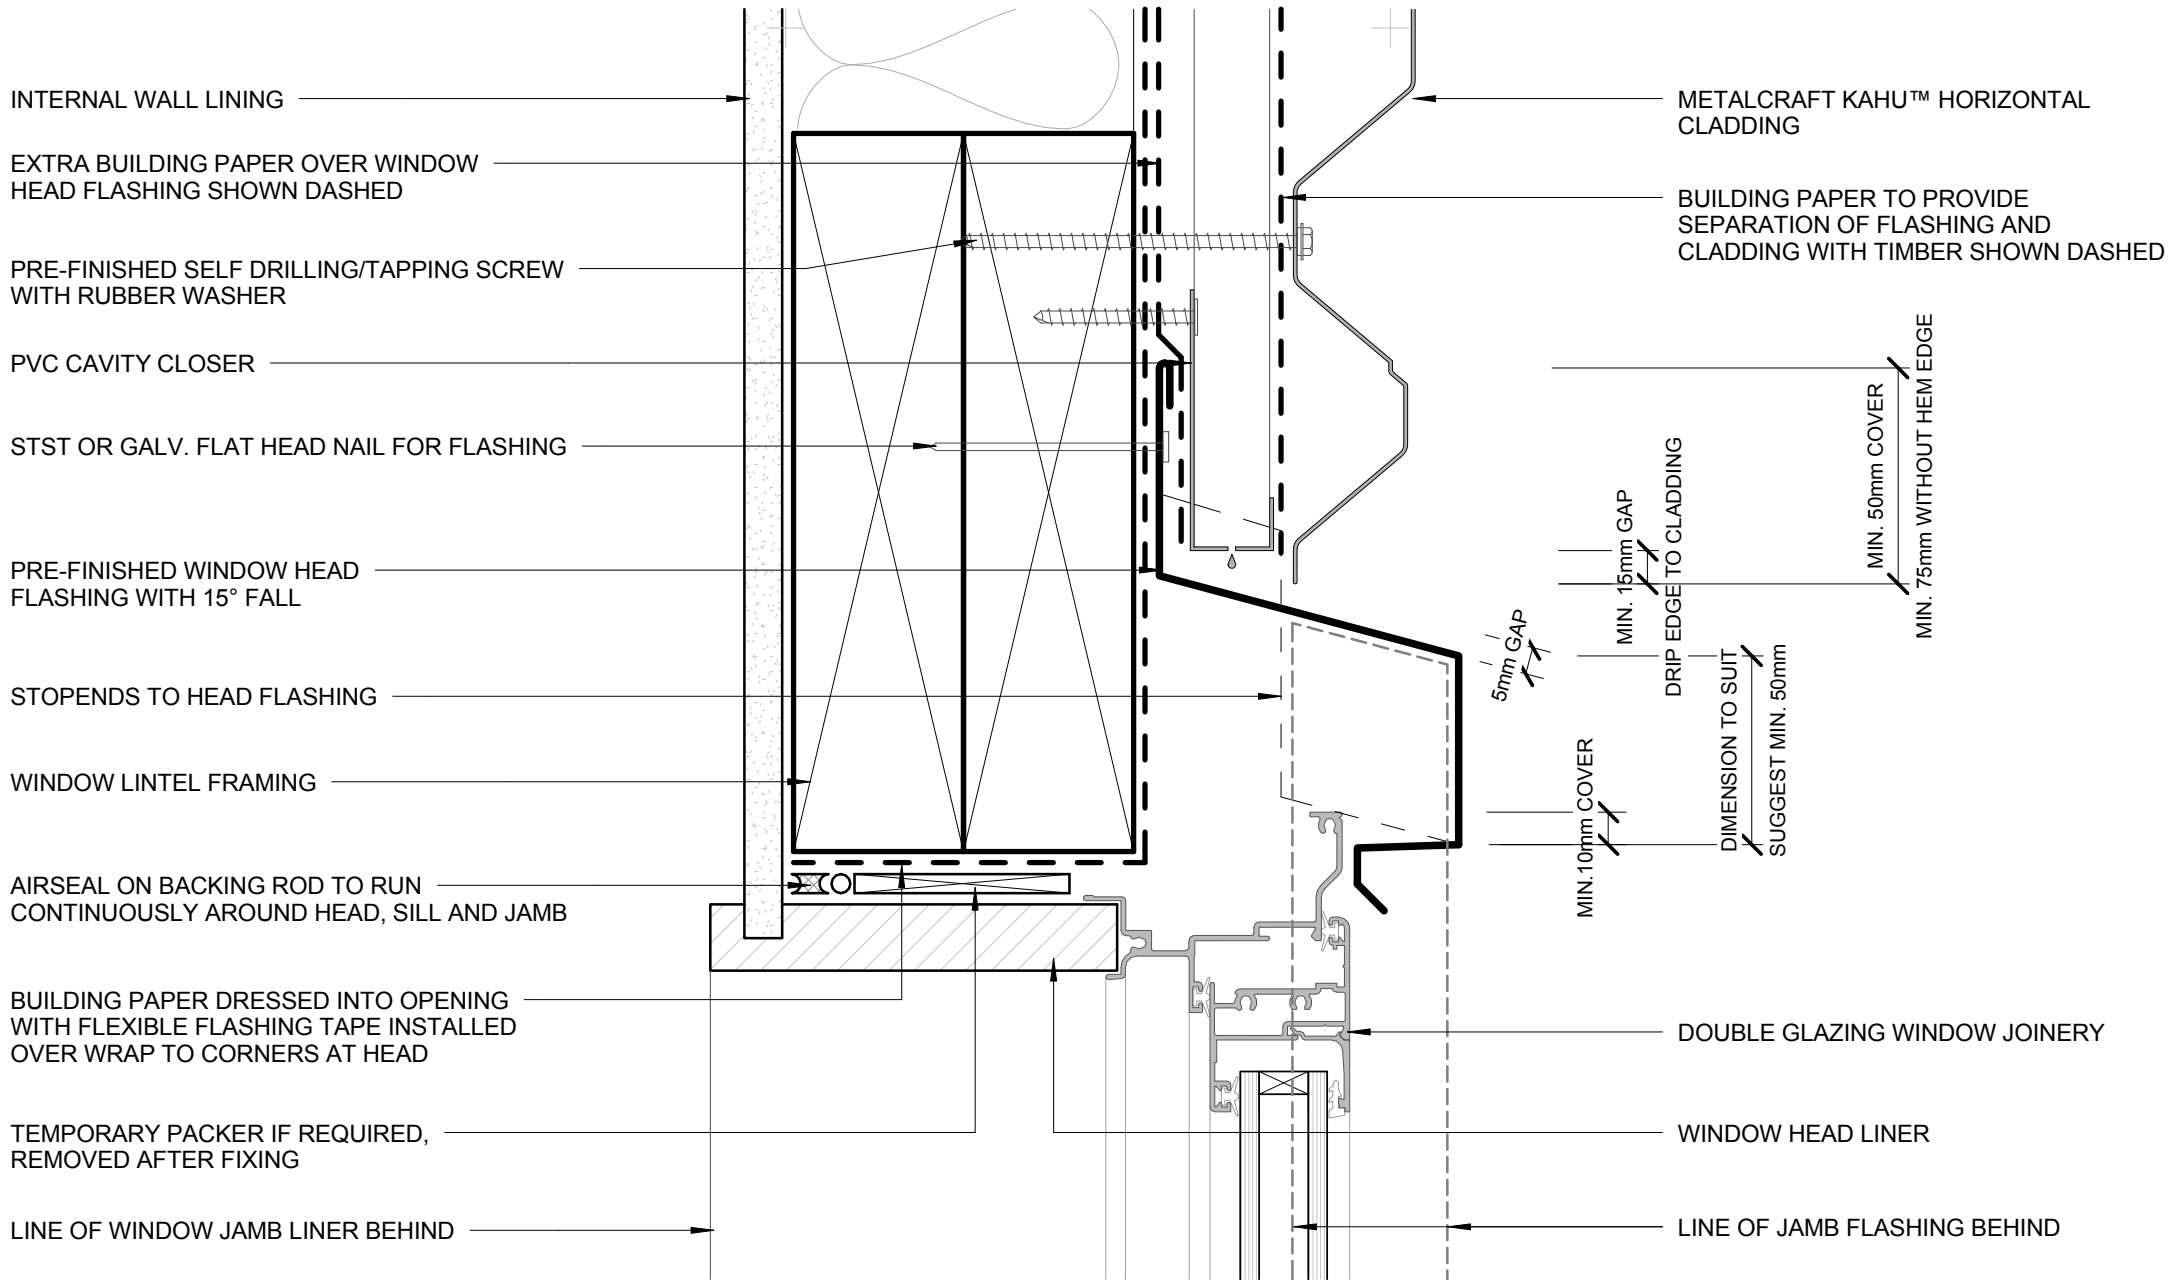 INTERNAL WALL LINING
EXTRA BUILDING PAPER OVER WINDOW
HEAD FLASHING SHOWN DASHED
PRE-FINISHED SELF DRILLING/TAPPING SCREW
WITH RUBBER WASHER
PVC CAVITY CLOSER
STST OR GALV. FLAT HEAD NAIL FOR FLASHING
PRE-FINISHED WINDOW HEAD
FLASHING WITH 15° FALL
STOPENDS TO HEAD FLASHING
WINDOW LINTEL FRAMING
AIRSEAL ON BACKING ROD TO RUN
CONTINUOUSLY AROUND HEAD, SILL AND JAMB
BUILDING PAPER DRESSED INTO OPENING
WITH FLEXIBLE FLASHING TAPE INSTALLED
OVER WRAP TO CORNERS AT HEAD
TEMPORARY PACKER IF REQUIRED,
REMOVED AFTER FIXING
LINE OF WINDOW JAMB LINER BEHIND
METALCRAFT KAHU™ HORIZONTAL
CLADDING
BUILDING PAPER TO PROVIDE
SEPARATION OF FLASHING AND
CLADDING WITH TIMBER SHOWN DASHED
MIN. 50mm COVER
MIN. 75mm WITHOUT HEM EDGE
MIN. 15mm GAP
DRIP EDGE TO CLADDING
5mm GAP
DIMENSION TO SUIT
SUGGEST MIN. 50mm
MIN.10mm COVER
DOUBLE GLAZING WINDOW JOINERY
WINDOW HEAD LINER
LINE OF JAMB FLASHING BEHIND